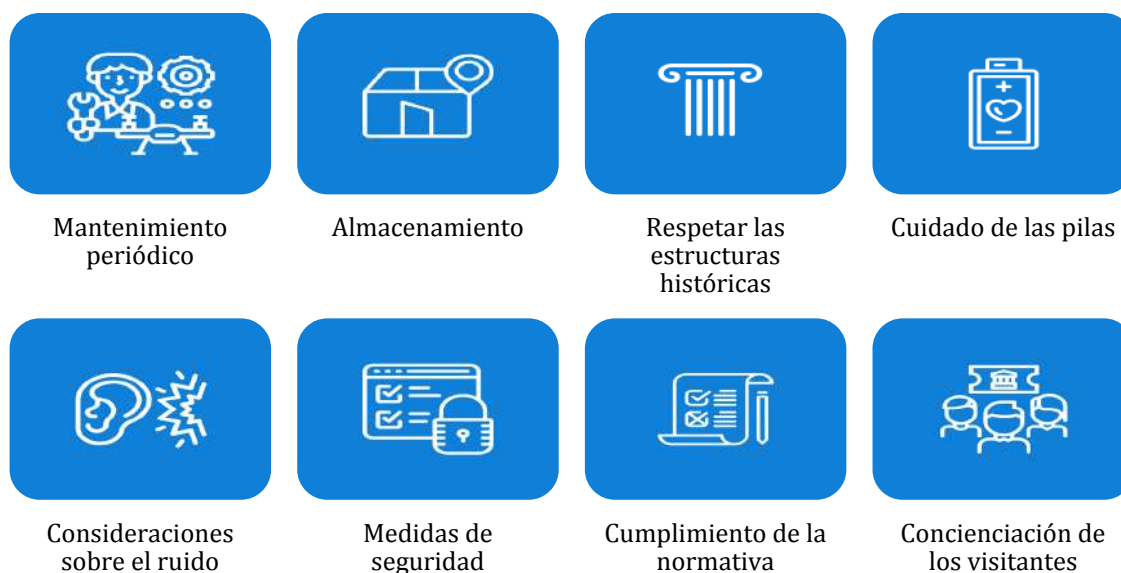 Mantenimiento
periódico
Almacenamiento
Respetar las
estructuras
históricas
Cuidado de las pilas
Consideraciones
sobre el ruido
Medidas de
seguridad
Cumplimiento de la
normativa
Concienciación de
los visitantes